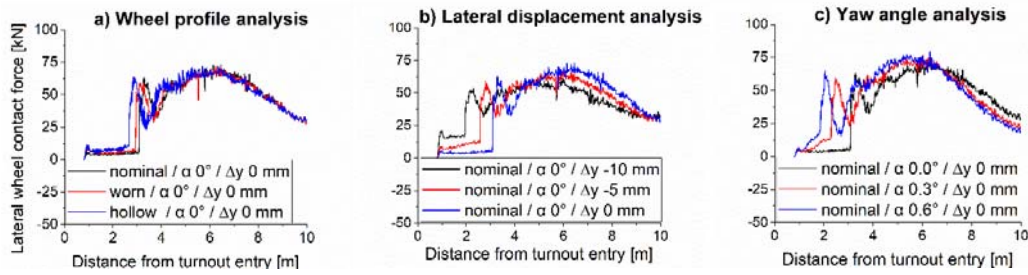 a) Wheel profile analysis
Lateral wheel contact force [kN]
100
75
50
25
0
25
-50
nominal / α 0° / Δy 0 mm
worn / α 0° / Δy 0 mm
hollow / α 0° / Δy 0 mm
0 2 4 6 8 10
Distance from turnout entry [m]
b) Lateral displacement analysis
100
75
50
25
0
25
-50
nominal / α 0° / Δy -10 mm
nominal / α 0° / Δy -5 mm
nominal / α 0° / Δy 0 mm
0 2 4 6 8 10
Distance from turnout entry [m]
c) Yaw angle analysis
100
75
50
25
0
25
-50
nominal / α 0.0° / Δy 0 mm
nominal / α 0.3° / Δy 0 mm
nominal / α 0.6° / Δy 0 mm
0 2 4 6 8 10
Distance from turnout entry [m]